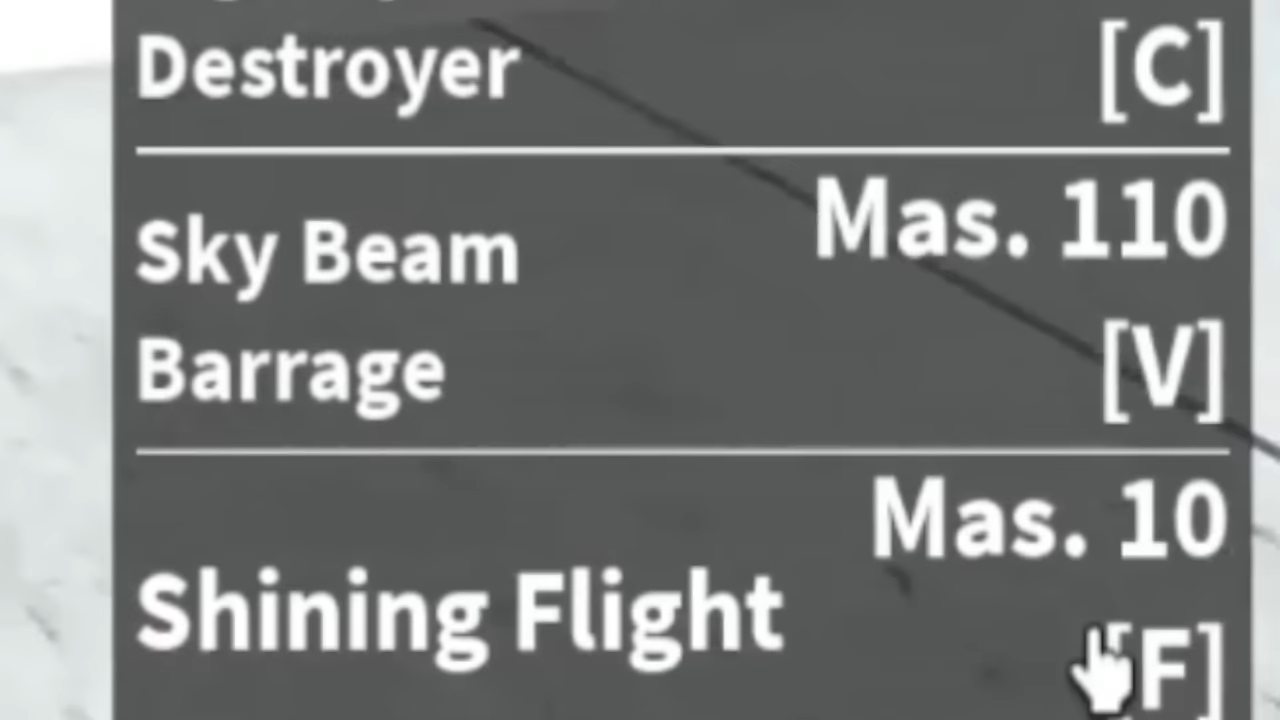 Destroyer [C]
Mas. 110
Sky Beam
Barrage [V]
Mas. 10
Shining Flight
[F]